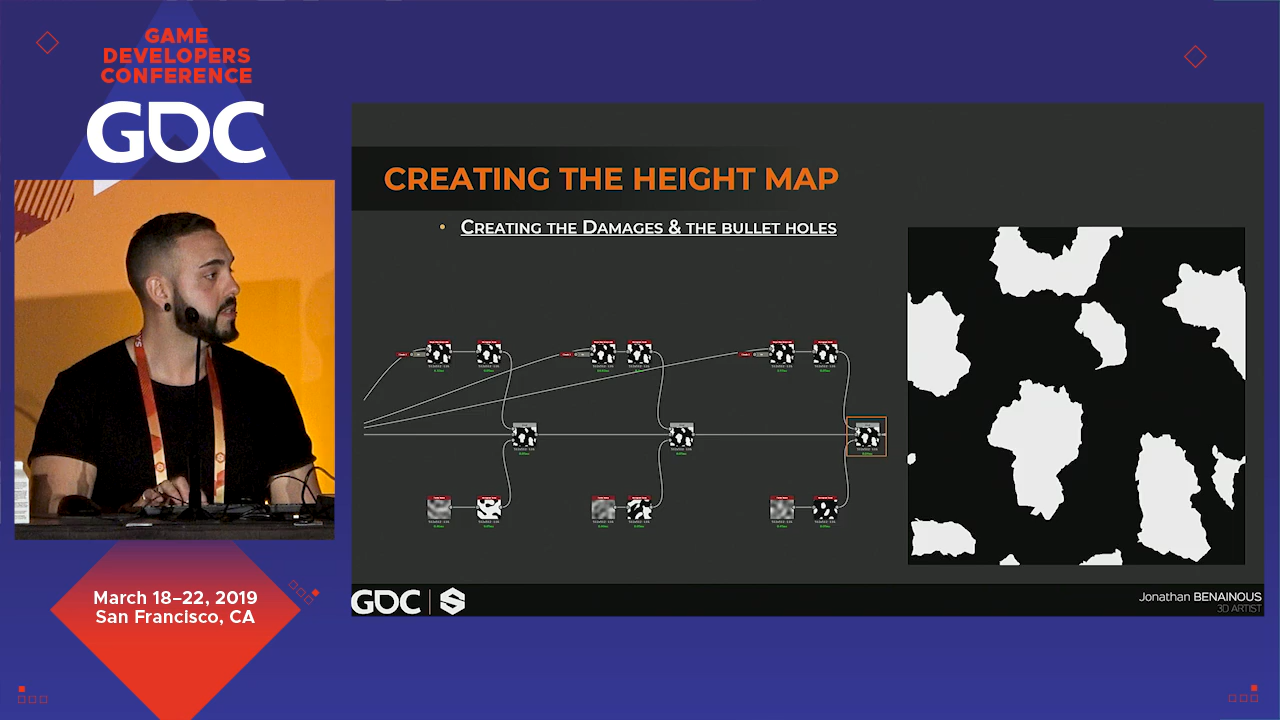 GAME
DEVELOPERS
CONFERENCE
GDC
CREATING THE HEIGHT MAP
• CREATING THE DAMAGES & THE BULLET HOLES
GDC
Jonathan BENAINOUS
3D ARTIST
March 18–22, 2019
San Francisco, CA